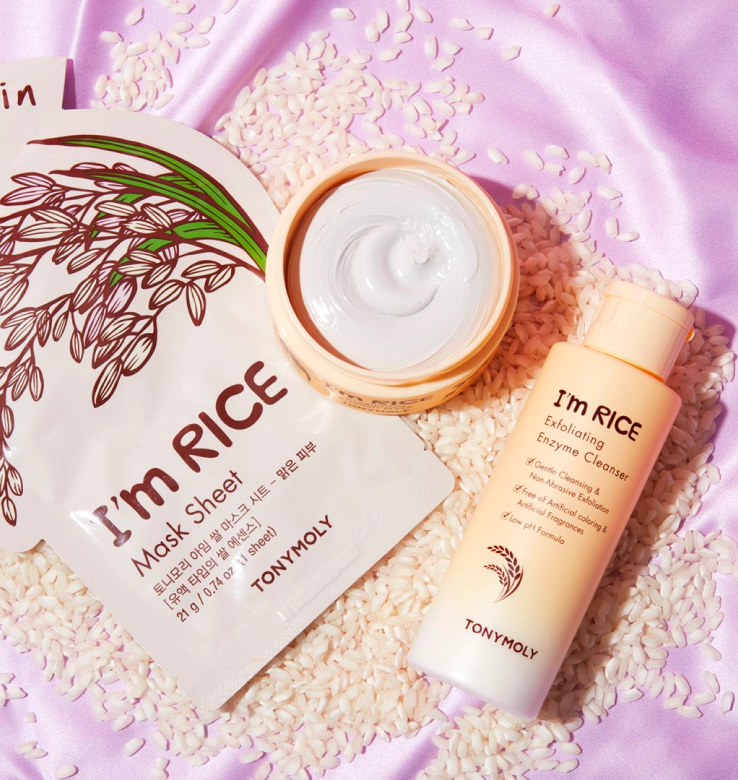 in
I'm RICE
Mask Sheet
토니모리 아임 쌀 마스크 시트 - 맑은 피부
[유액 타입의 쌀 에센스]
21 g / 0.74 oz (1 sheet)
TONYMOLY
I'm RICE
I'm RICE
Exfoliating
Enzyme Cleanser
Gentle Cleansing &
Non-Abrasive Exfoliation
Free of Artificial coloring &
Artificial Fragrances
Low pH Formula
TONYMOLY